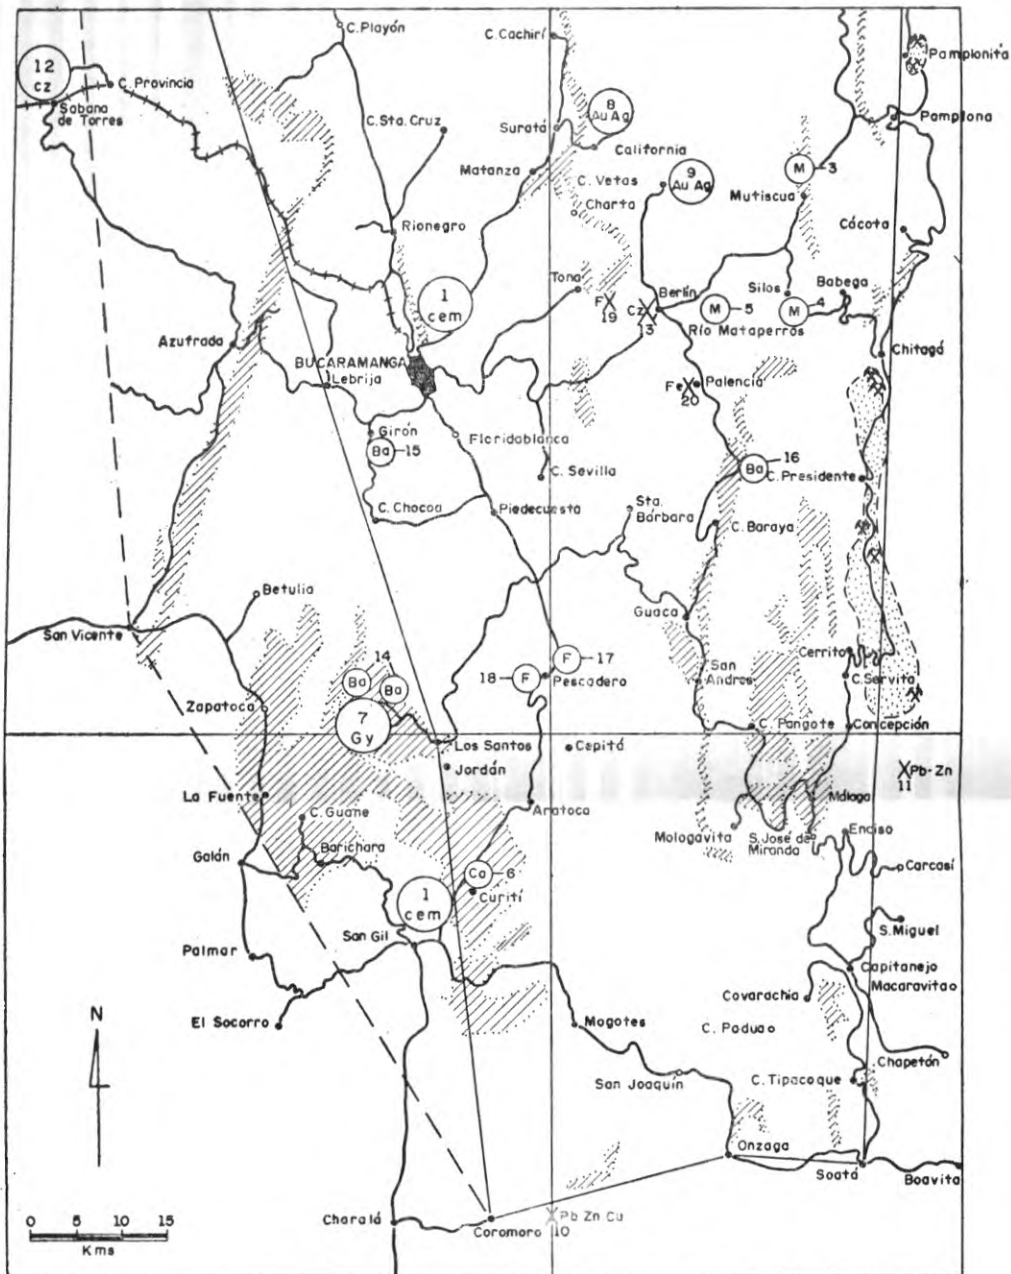 C. Playón
C. Cachirí
Pamplonita
12
cz
C. Provincia
Sabana
de Torres
8
Au Ag
C. Sta. Cruz
Suratá
California
Pamplona
Matanza
C. Vetas
9
Au Ag
M
3
Mutiscua
Charta
Rionegro
Cácota
1
cem
Tona
F
19
Cz
13
Berlín
M
5
Silos
M
4
Babega
Río Mataperros
Azufrada
BUCARAMANGA
Lebrija
Chitagá
Fe
20
Palencia
Girón
Ba
15
Floridablanca
C. Sevilla
Ba
16
C. Presidente
C. Chocoa
Piedecuesta
Sta.
Bárbara
C. Baraya
Betulia
Guaca
San Vicente
Cerrito
14
Ba
Ba
F
17
18
F
Pescadero
San
Andres
C. Servita
Zapatoca
7
Gy
C. Pangote
Concepción
Los Santos
Cepitá
Jordán
Pb-Zn
11
La Fuente
Aratoca
Málaga
C. Guane
Mologavita
S. José de
Miranda
Enciso
Galán
Barichara
Carcasí
Ca
6
1
cem
Curití
San Gil
S. Miguel
Palmar
Capitanejo
Macaravita
Covarachia
El Socorro
Mogotes
C. Padua
N
Chapetón
San Joaquín
C. Tipacoque
Onzaga
Soatá
Boavita
0 5 10 15
Kms
Charalá
Coromoro
10
Pb Zn Cu